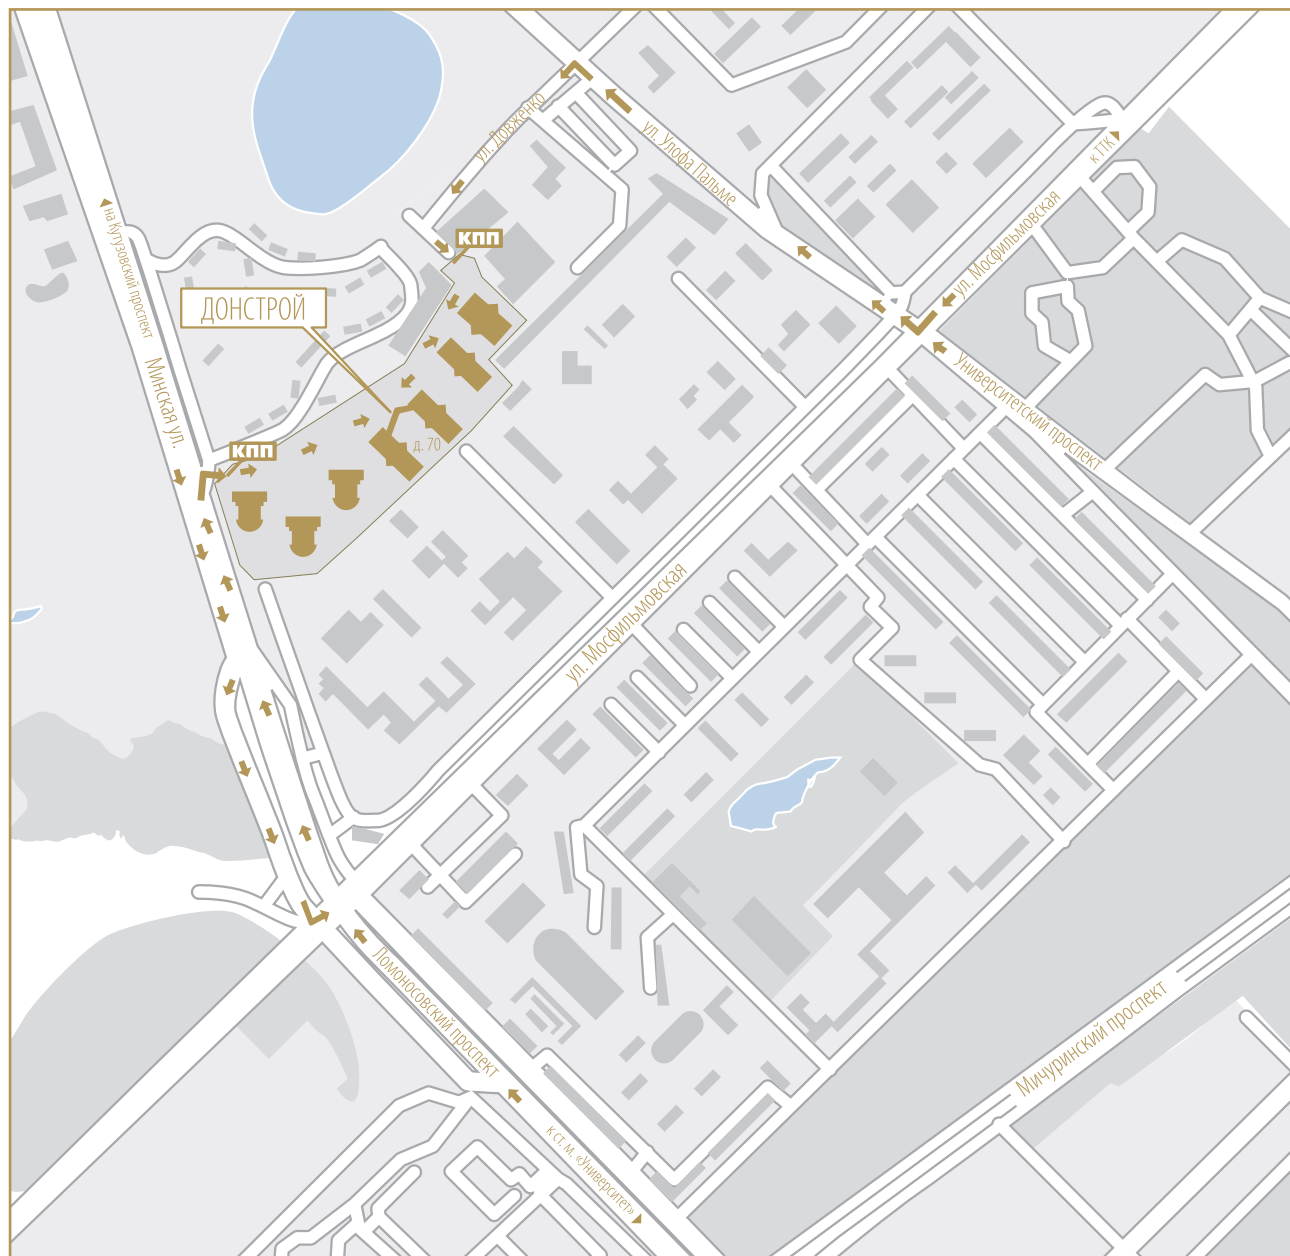 ул. Довженко
ул. Улофа Пальме
к ТТК
ул. Мосфильмовская
на Кутузовский проспект
кпп
ДОНСТРОЙ
Минская ул.
Университетский проспект
д. 70
кпп
ул. Мосфильмовская
Ломоносовский проспект
Мичуринский проспект
к ст. м. «Университет»